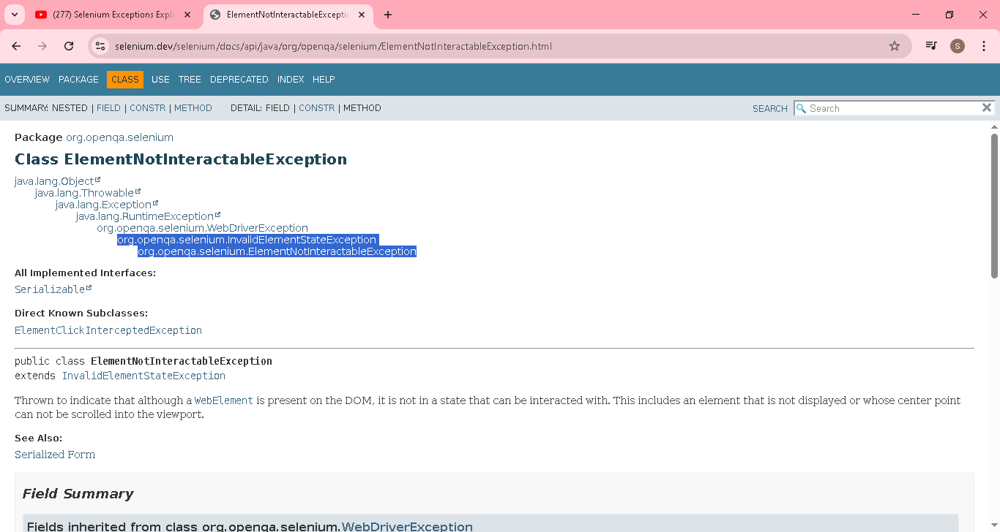 (277) Selenium Exceptions Expla
ElementNotInteractableExceptio
selenium.dev/selenium/docs/api/java/org/openqa/selenium/ElementNotInteractableException.html
S
OVERVIEW PACKAGE CLASS USE TREE DEPRECATED INDEX HELP
SUMMARY: NESTED | FIELD | CONSTR | METHOD DETAIL: FIELD | CONSTR | METHOD SEARCH Search
Package org.openqa.selenium
Class ElementNotInteractableException
java.lang.Object
java.lang.Throwable
java.lang.Exception
java.lang.RuntimeException
org.openqa.selenium.WebDriverException
org.openqa.selenium.InvalidElementStateException
org.openqa.selenium.ElementNotInteractableException
All Implemented Interfaces:
Serializable
Direct Known Subclasses:
ElementClickInterceptedException
public class ElementNotInteractableException
extends InvalidElementStateException
Thrown to indicate that although a WebElement is present on the DOM, it is not in a state that can be interacted with. This includes an element that is not displayed or whose center point
can not be scrolled into the viewport.
See Also:
Serialized Form
Field Summary
Fields inherited from class org.openqa.selenium.WebDriverException